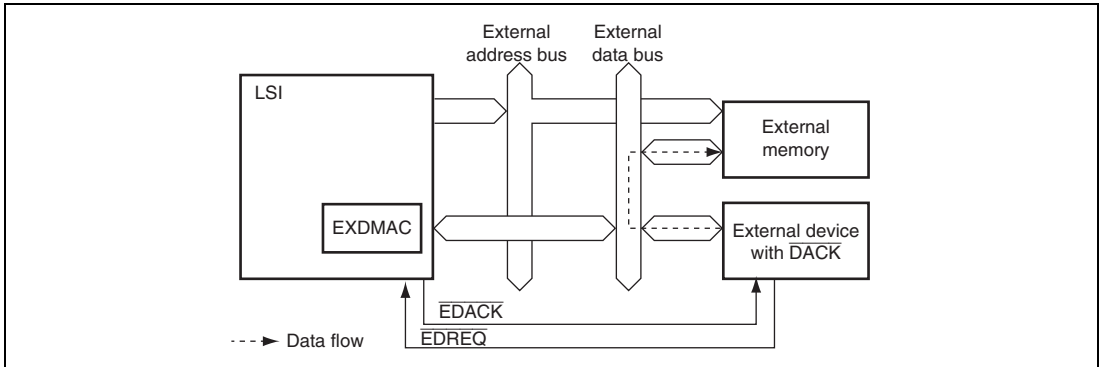 External
address bus
External
data bus
LSI
External
memory
EXDMAC
External device
with DACK
EDACK
EDREQ
Data flow